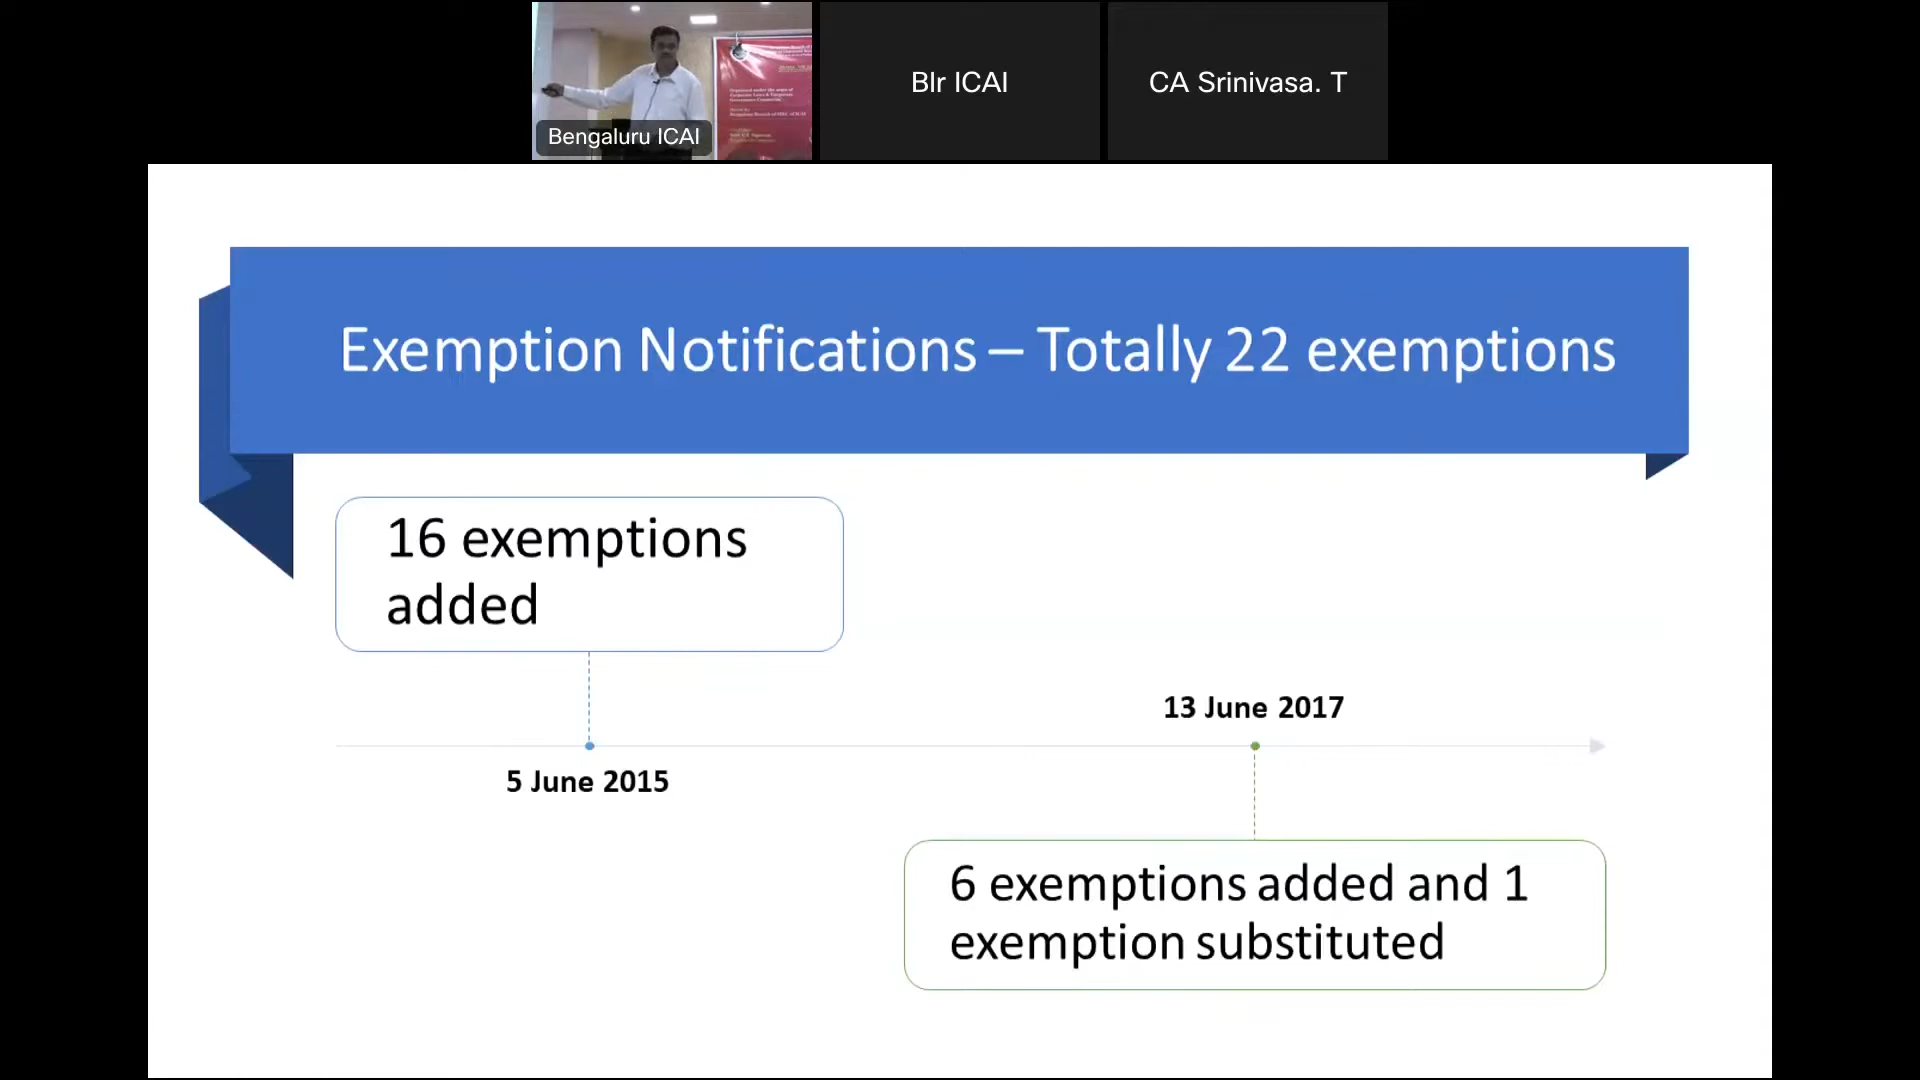 Bengaluru ICAI
Blr ICAI
CA Srinivasa. T
Exemption Notifications – Totally 22 exemptions
16 exemptions
added
13 June 2017
5 June 2015
6 exemptions added and 1
exemption substituted